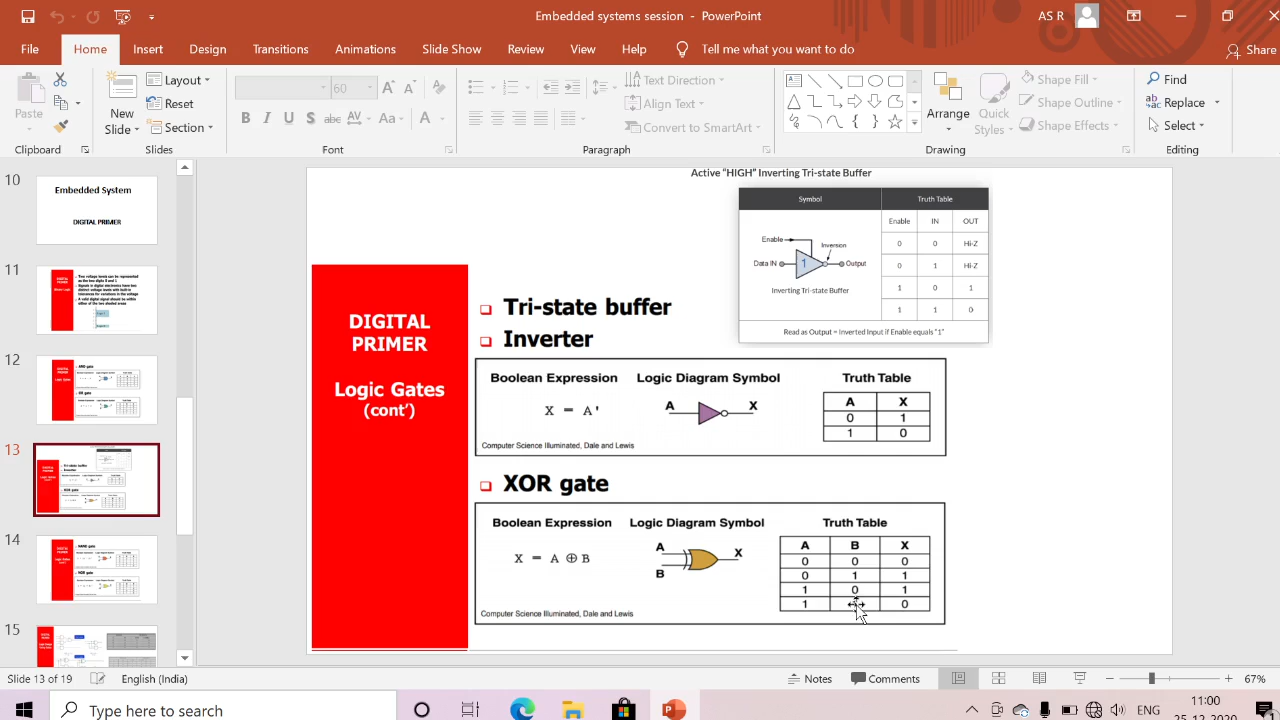 Embedded systems session - PowerPoint
AS R
File Home Insert Design Transitions Animations Slide Show Review View Help Tell me what you want to do Share
Paste
Clipboard
New Slide
Layout
Reset
Section
Slides
60
B I U S abc AV Aa A
Font
Text Direction
Align Text
Convert to SmartArt
Paragraph
Arrange
Quick Styles
Shape Fill
Shape Outline
Shape Effects
Drawing
Find
Replace
Select
Editing
10
Embedded System
DIGITAL PRIMER
11
12
13
14
15
Active "HIGH" Inverting Tri-state Buffer
Symbol Truth Table
Enable IN OUT
0 0 Hi-Z
0 1 Hi-Z
1 0 1
1 1 0
Enable
Inversion
Data IN 1 Output
Inverting Tri-state Buffer
Read as Output = Inverted Input if Enable equals "1"
DIGITAL
PRIMER
Logic Gates
(cont')
Tri-state buffer
Inverter
Boolean Expression Logic Diagram Symbol Truth Table
X = A'
A X
A X
0 1
1 0
Computer Science Illuminated, Dale and Lewis
XOR gate
Boolean Expression Logic Diagram Symbol Truth Table
X = A ⊕ B
A
B
X
A B X
0 0 0
0 1 1
1 0 1
1 0
Computer Science Illuminated, Dale and Lewis
Slide 13 of 19 English (India) Notes Comments 67%
Type here to search
ENG
11:00